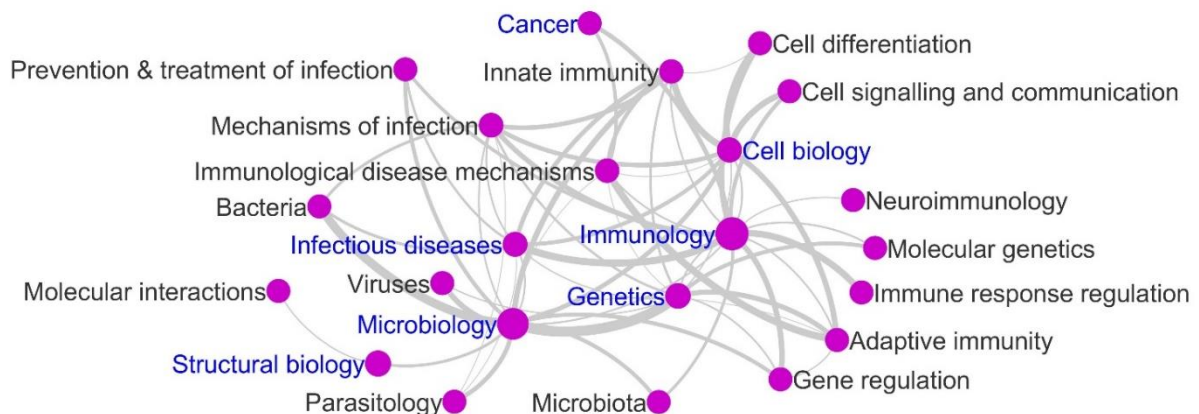 Cancer
Cell differentiation
Prevention & treatment of infection
Innate immunity
Cell signalling and communication
Mechanisms of infection
Cell biology
Immunological disease mechanisms
Bacteria
Neuroimmunology
Infectious diseases
Immunology
Molecular genetics
Viruses
Molecular interactions
Genetics
Immune response regulation
Microbiology
Adaptive immunity
Structural biology
Gene regulation
Parasitology
Microbiota